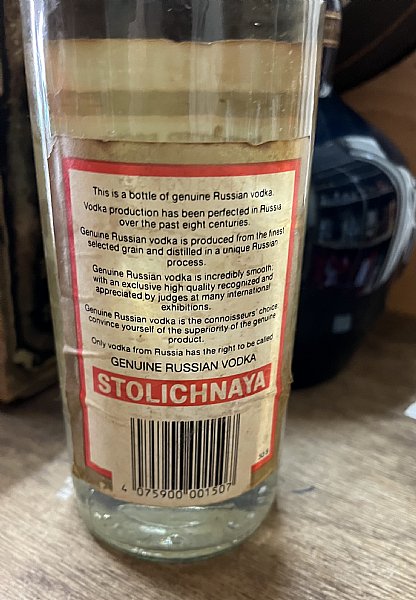 This is a bottle of genuine Russian vodka.
Vodka production has been perfected in Russia
over the past eight centuries.
Genuine Russian vodka is produced from the finest
selected grain and distilled in a unique Russian
process.
Genuine Russian vodka is incredibly smooth,
with an exclusive high quality recognized and
appreciated by judges at many international
exhibitions.
Genuine Russian vodka is the connoisseurs' choice
convince yourself of the superiority of the genuine
product.
Only vodka from Russia has the right to be called
GENUINE RUSSIAN VODKA
STOLICHNAYA
4 075900 001507